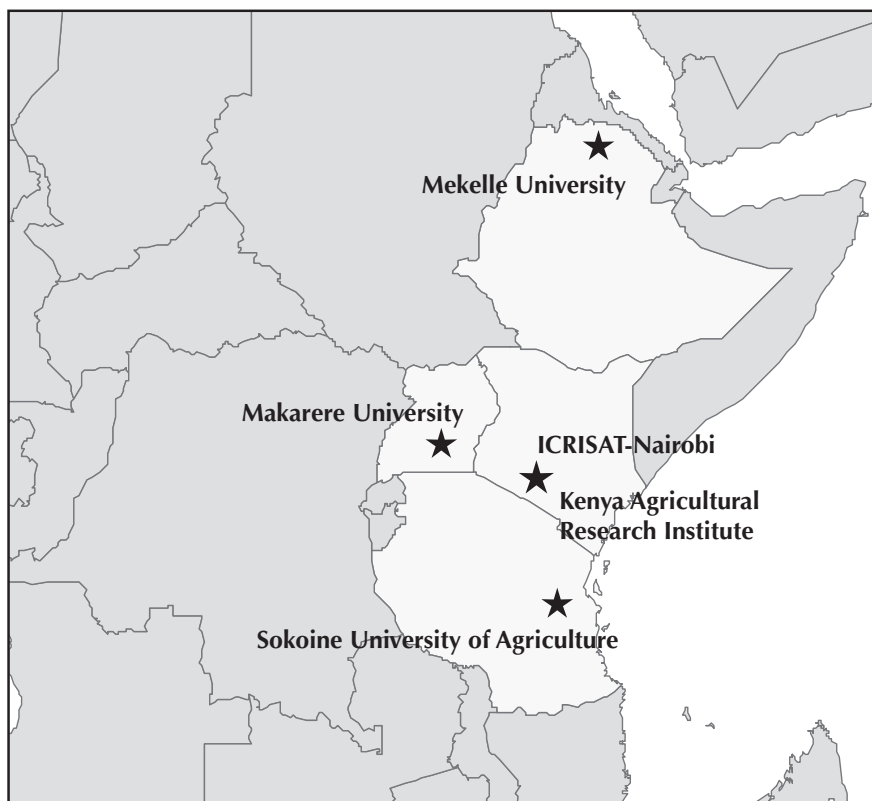 Mekelle University
Makarere University
ICRISAT-Nairobi
Kenya Agricultural
Research Institute
Sokoine University of Agriculture